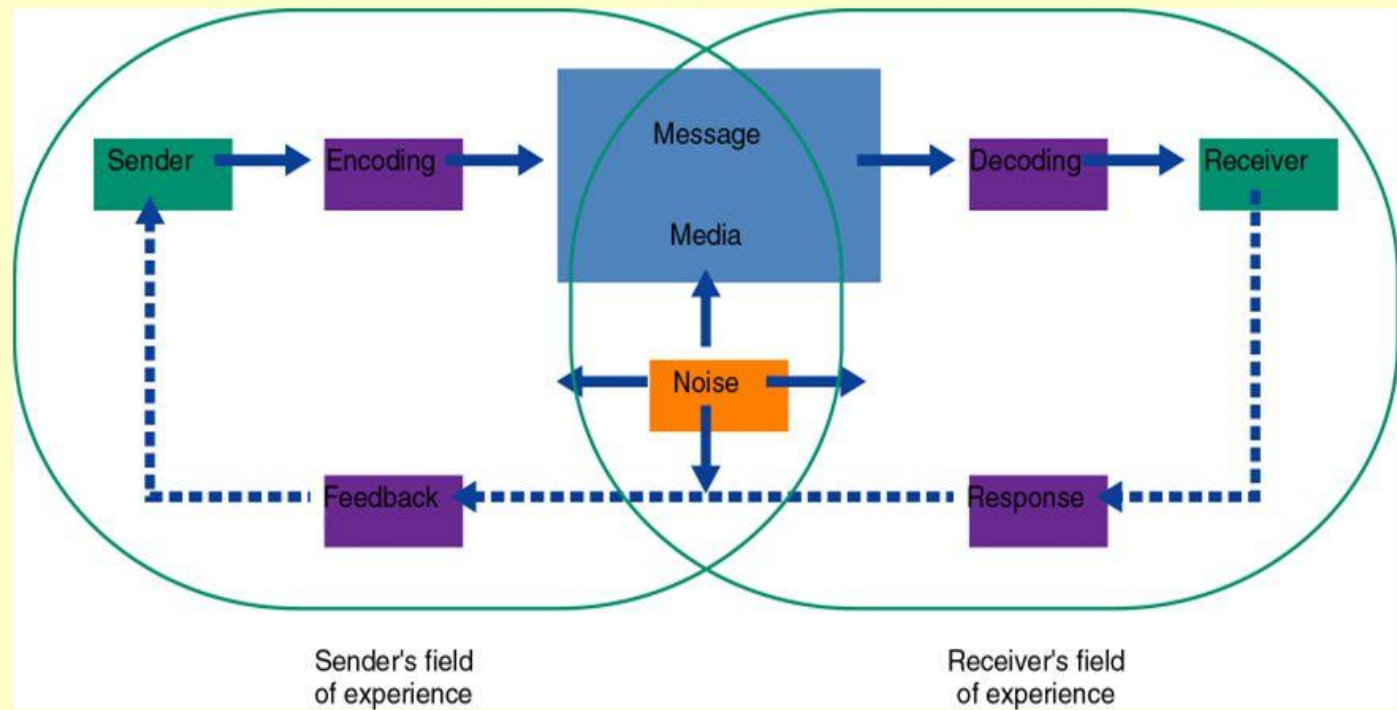 Message
Sender
Encoding
Decoding
Receiver
Media
Noise
Feedback
Response
Sender's field
of experience
Receiver's field
of experience